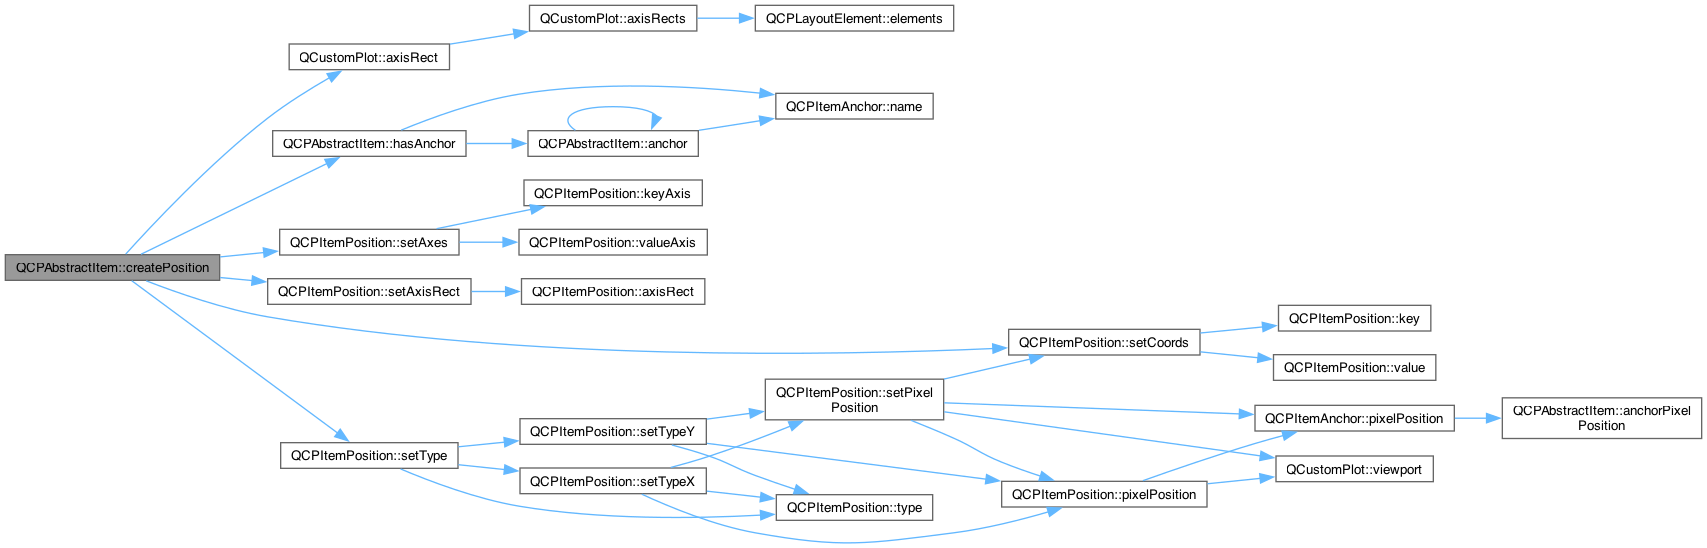 QCustomPlot::axisRects
QCPLayoutElement::elements
QCustomPlot::axisRect
QCPItemAnchor::name
QCPAbstractItem::hasAnchor
QCPAbstractItem::anchor
QCPItemPosition::keyAxis
QCPItemPosition::setAxes
QCPItemPosition::valueAxis
QCPAbstractItem::createPosition
QCPItemPosition::setAxisRect
QCPItemPosition::axisRect
QCPItemPosition::key
QCPItemPosition::setCoords
QCPItemPosition::value
QCPItemPosition::setPixel
Position
QCPItemAnchor::pixelPosition
QCPAbstractItem::anchorPixel
Position
QCPItemPosition::setTypeY
QCPItemPosition::setType
QCustomPlot::viewport
QCPItemPosition::setTypeX
QCPItemPosition::pixelPosition
QCPItemPosition::type